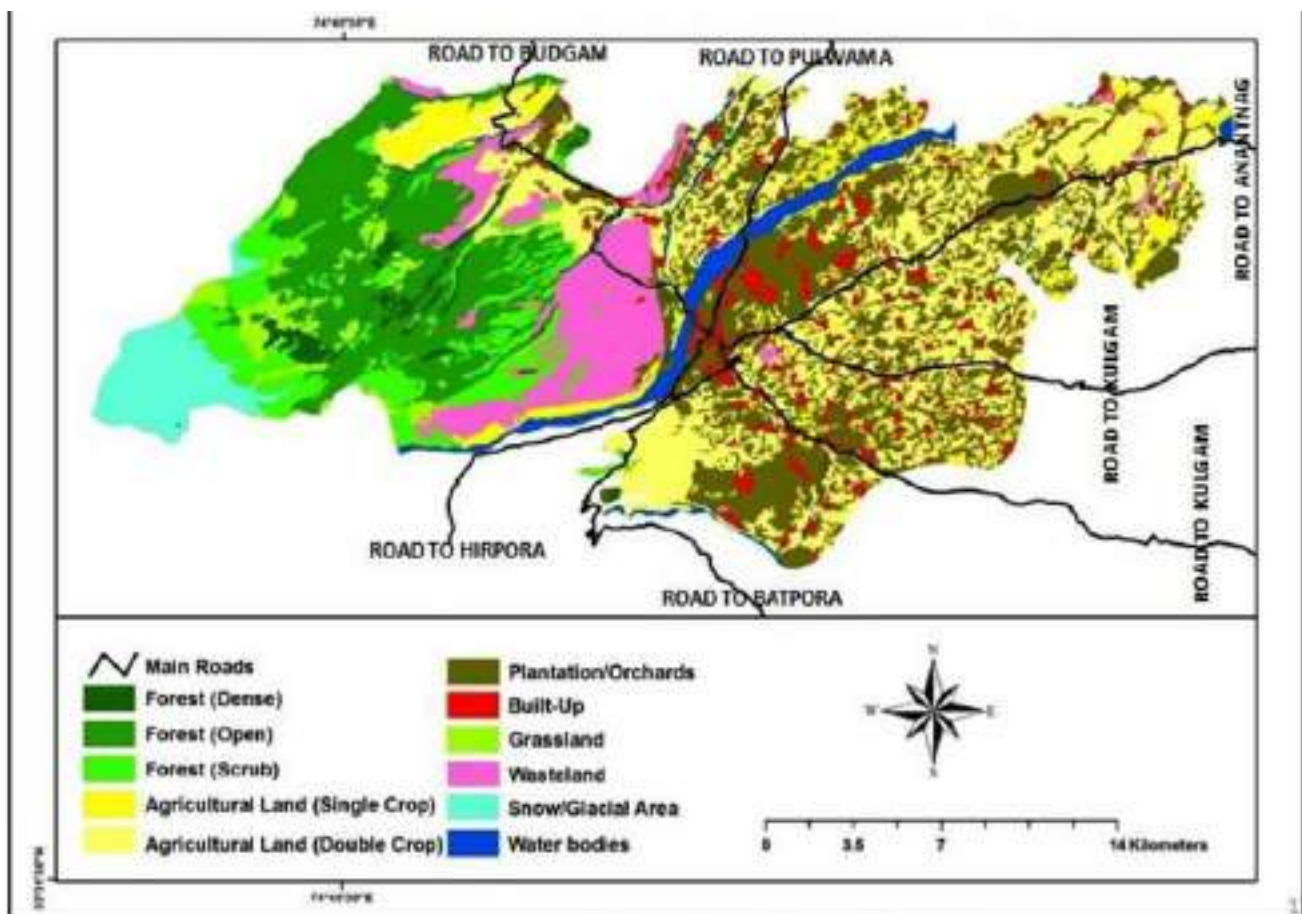 ROAD TO BUDGAM
ROAD TO PULWAMA
ROAD TO ANANTNAG
ROAD TO KULGAM
ROAD TO KULGAM
ROAD TO HIRPORA
ROAD TO BATPORA
Main Roads
Forest (Dense)
Forest (Open)
Forest (Scrub)
Agricultural Land (Single Crop)
Agricultural Land (Double Crop)
Plantation/Orchards
Built-Up
Grassland
Wasteland
Snow/Glacial Area
Water bodies
N
W E
S
0 3.5 7 14 Kilometers